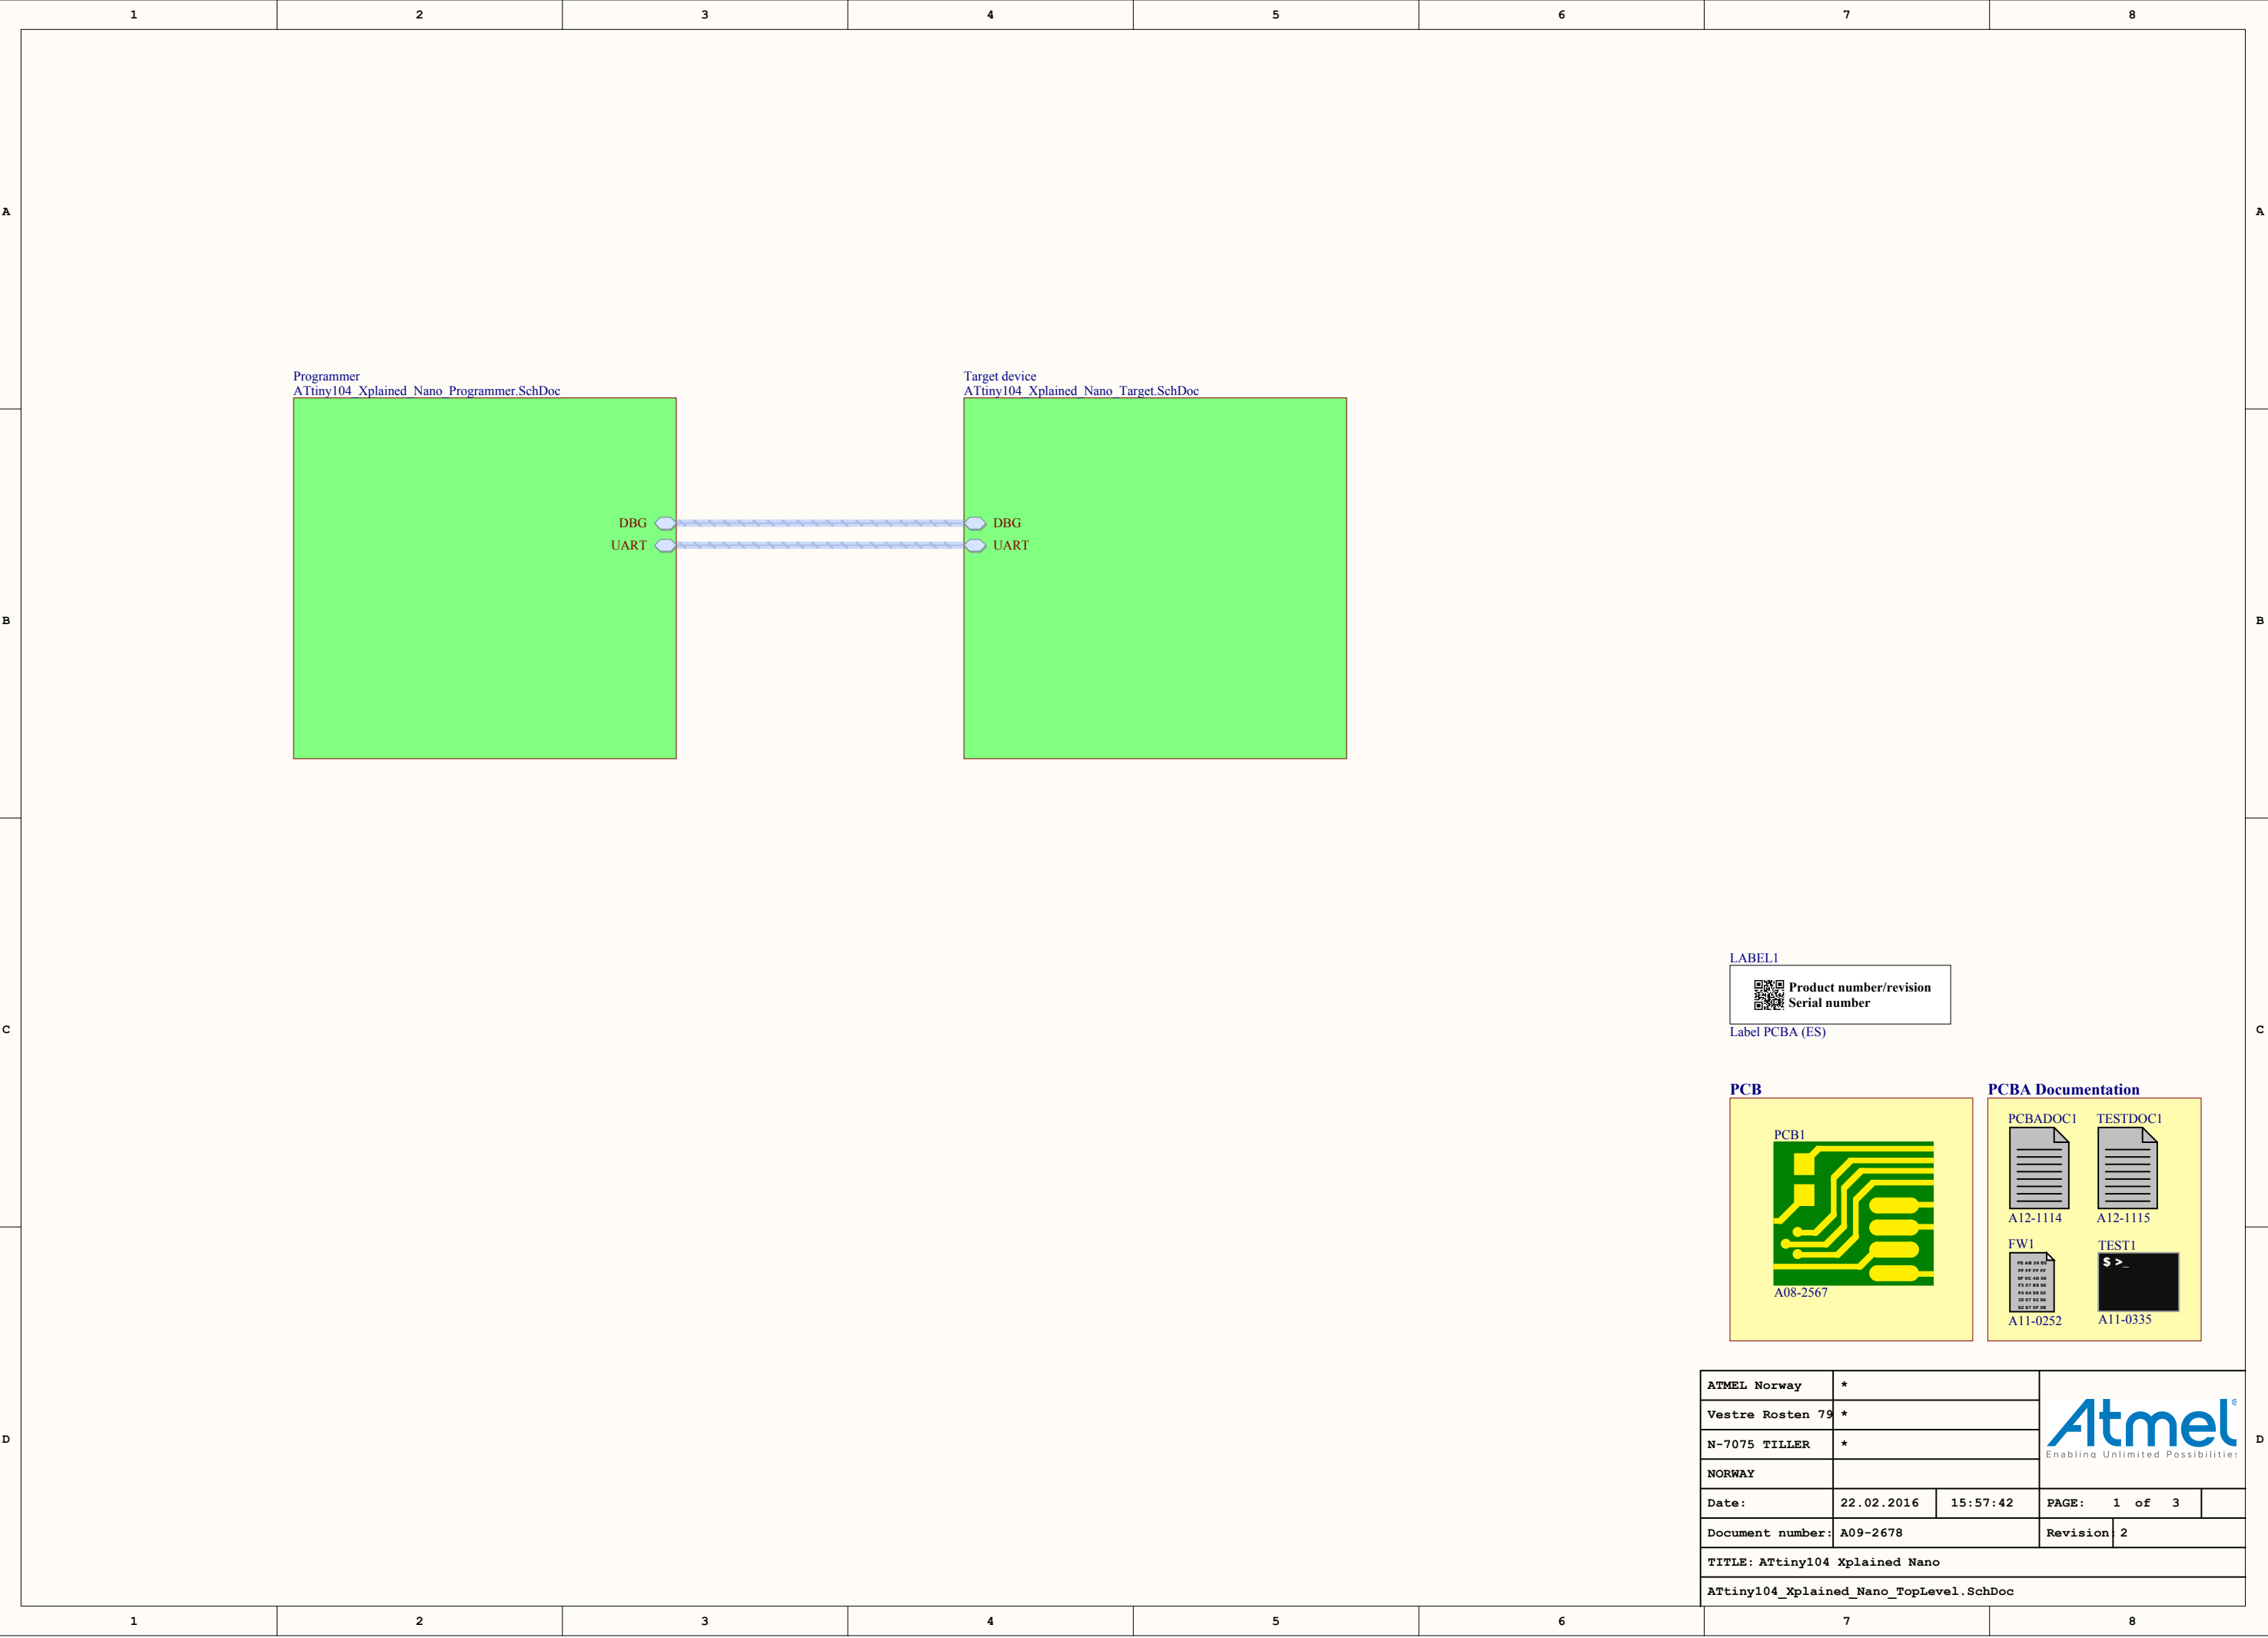 1 2 3 4 5 6 7 8
A A
Programmer
ATtiny104_Xplained_Nano_Programmer.SchDoc
Target device
ATtiny104_Xplained_Nano_Target.SchDoc
DBG DBG
UART UART
B B
LABEL1
Product number/revision
Serial number
Label PCBA (ES)
C C
PCB
PCB1
A08-2567
PCBA Documentation
PCBADOC1 TESTDOC1
A12-1114 A12-1115
FW1 TEST1
$ >_
FF FF FF FF
A11-0252 A11-0335
D D
ATMEL Norway *
Vestre Rosten 79 *
N-7075 TILLER *
NORWAY
Atmel®
Enabling Unlimited Possibilities
Date: 22.02.2016 15:57:42 PAGE: 1 of 3
Document number: A09-2678 Revision: 2
TITLE: ATtiny104 Xplained Nano
ATtiny104_Xplained_Nano_TopLevel.SchDoc
1 2 3 4 5 6 7 8